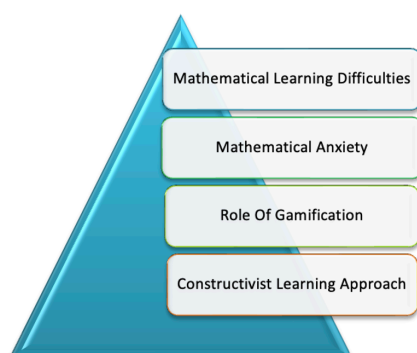 Mathematical Learning Difficulties
Mathematical Anxiety
Role Of Gamification
Constructivist Learning Approach